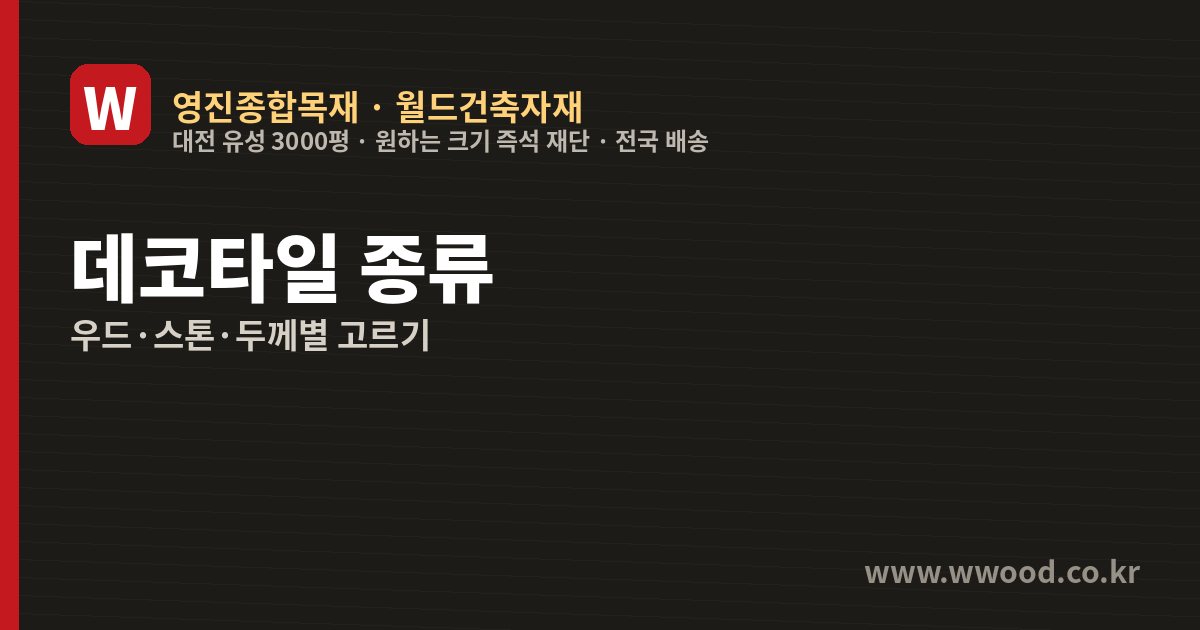 W
영진종합목재 · 월드건축자재
대전 유성 3000평 · 원하는 크기 즉석 재단 · 전국 배송
데코타일 종류
우드·스톤·두께별 고르기
www.wwood.co.kr